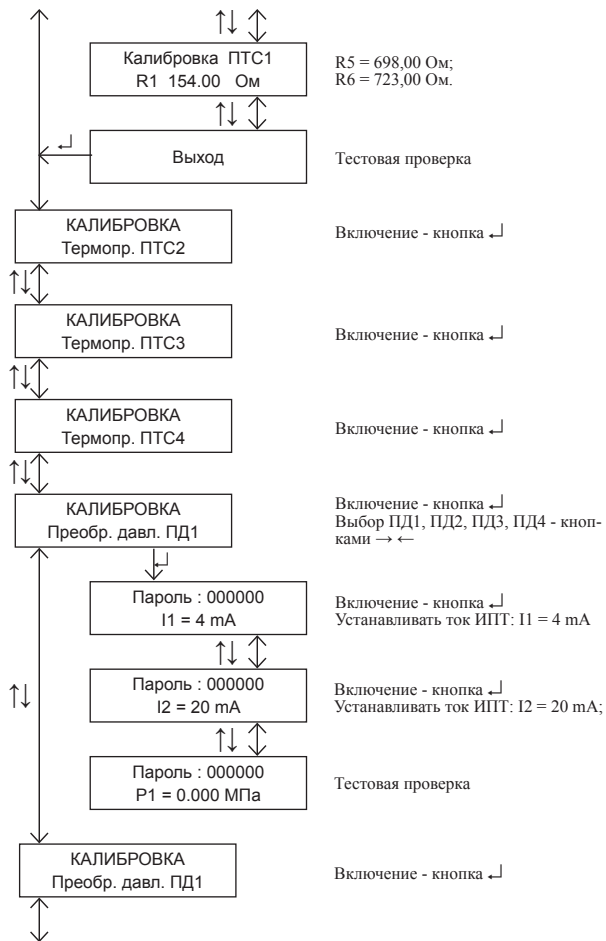 Калибровка ПТС1
R1 154.00 Ом
R5 = 698,00 Ом;
R6 = 723,00 Ом.
↵
Выход
Тестовая проверка
КАЛИБРОВКА
Термопр. ПТС2
Включение - кнопка ↵
КАЛИБРОВКА
Термопр. ПТС3
Включение - кнопка ↵
КАЛИБРОВКА
Термопр. ПТС4
Включение - кнопка ↵
КАЛИБРОВКА
Преобр. давл. ПД1
Включение - кнопка ↵
Выбор ПД1, ПД2, ПД3, ПД4 - кноп-
ками → ←
↵
Пароль : 000000
I1 = 4 mA
Включение - кнопка ↵
Устанавливать ток ИПТ: I1 = 4 mA
Пароль : 000000
I2 = 20 mA
Включение - кнопка ↵
Устанавливать ток ИПТ: I2 = 20 mA;
Пароль : 000000
P1 = 0.000 МПа
Тестовая проверка
КАЛИБРОВКА
Преобр. давл. ПД1
Включение - кнопка ↵